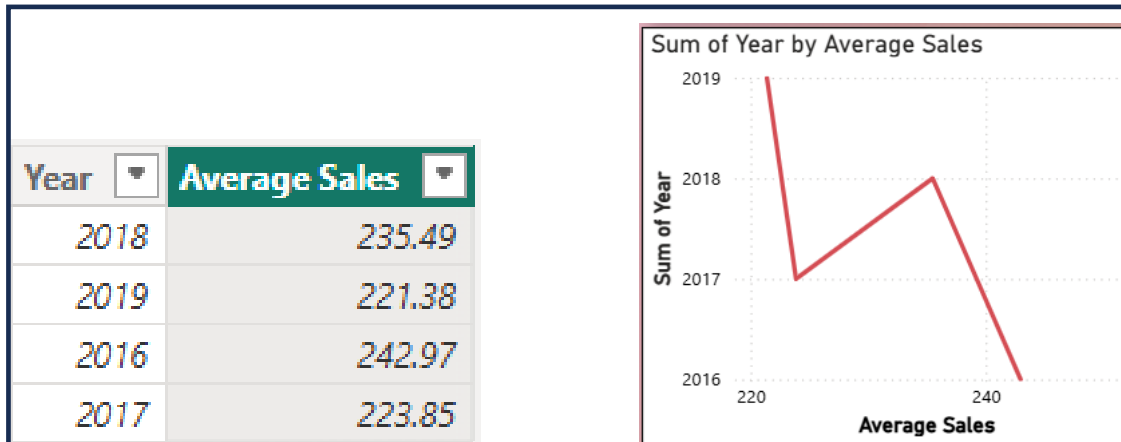 Year Average Sales
2018 235.49
2019 221.38
2016 242.97
2017 223.85
Sum of Year by Average Sales
Sum of Year
2019
2018
2017
2016
220 240
Average Sales